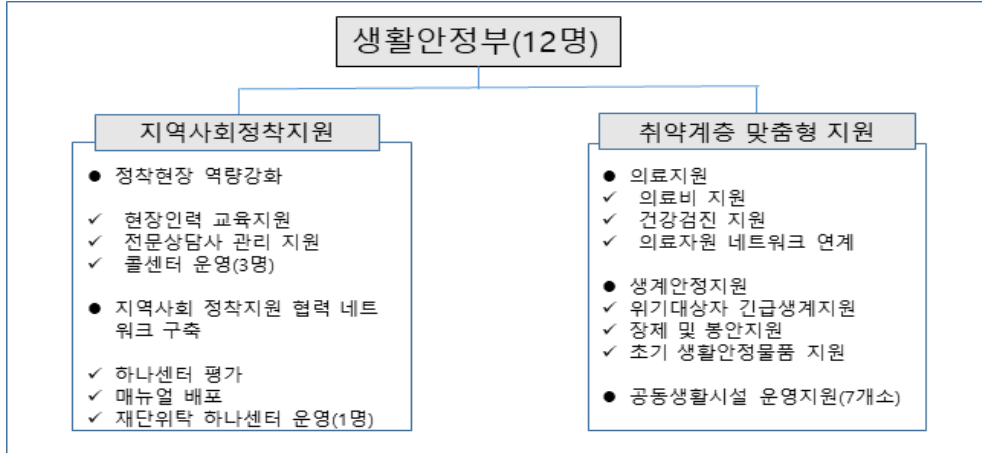 생활안정부(12명)
지역사회정착지원
● 정착현장 역량강화
✓ 현장인력 교육지원
✓ 전문상담사 관리 지원
✓ 콜센터 운영(3명)
● 지역사회 정착지원 협력 네트
워크 구축
✓ 하나센터 평가
✓ 매뉴얼 배포
✓ 재단위탁 하나센터 운영(1명)
취약계층 맞춤형 지원
● 의료지원
✓ 의료비 지원
✓ 건강검진 지원
✓ 의료자원 네트워크 연계
● 생계안정지원
✓ 위기대상자 긴급생계지원
✓ 장제 및 봉안지원
✓ 초기 생활안정물품 지원
● 공동생활시설 운영지원(7개소)